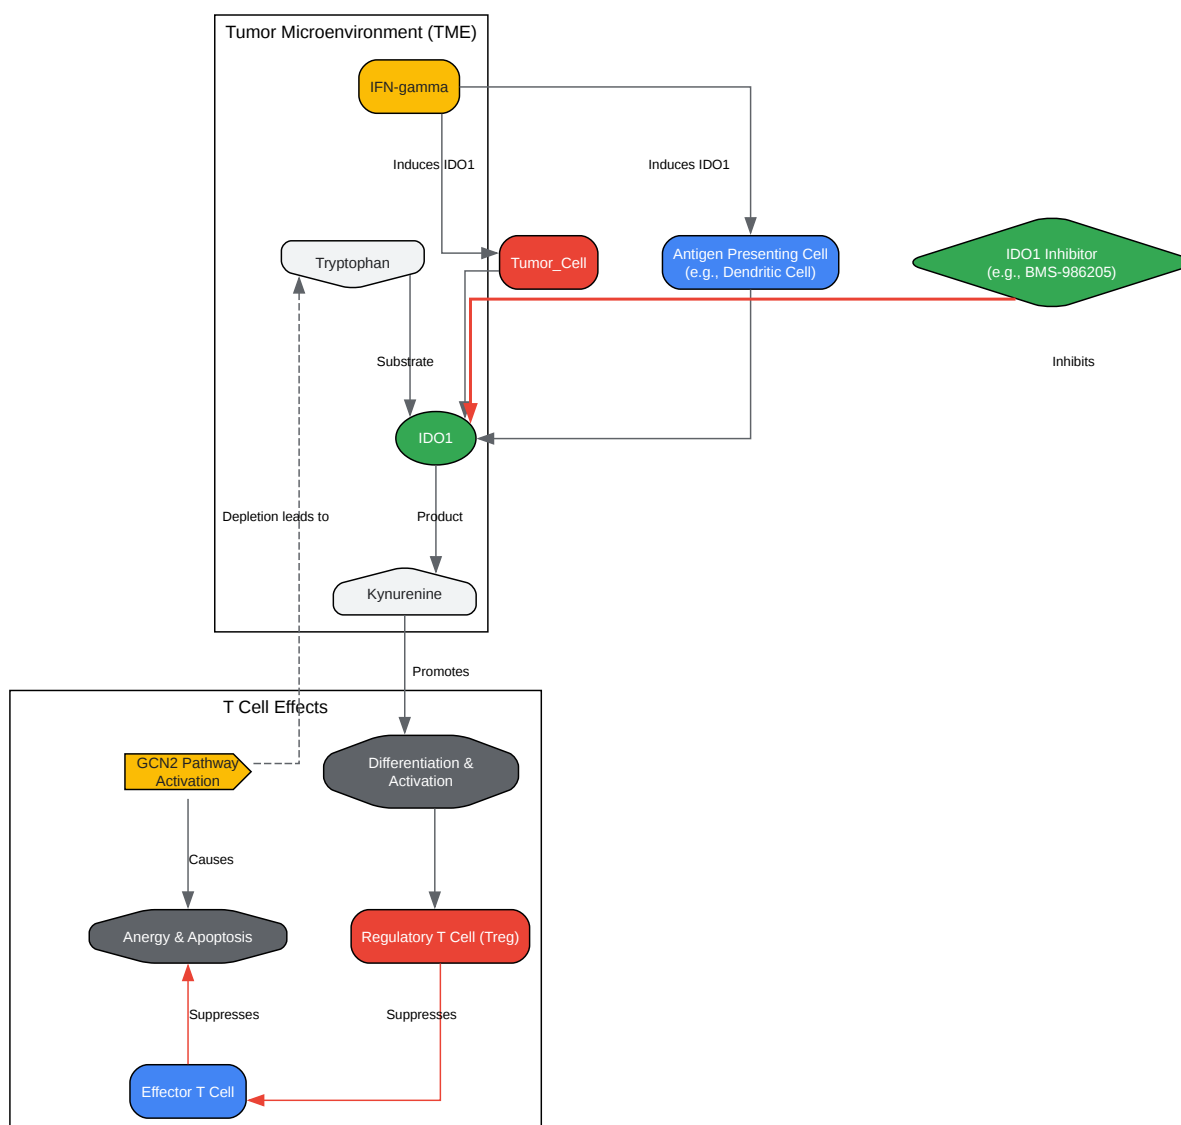 Tumor Microenvironment (TME)
IFN-gamma
Induces IDO1
Induces IDO1
Tryptophan
Tumor_Cell
Antigen Presenting Cell
(e.g., Dendritic Cell)
IDO1 Inhibitor
(e.g., BMS-986205)
Substrate
Inhibits
IDO1
Depletion leads to
Product
Kynurenine
Promotes
T Cell Effects
GCN2 Pathway
Activation
Differentiation &
Activation
Causes
Anergy & Apoptosis
Regulatory T Cell (Treg)
Suppresses
Suppresses
Effector T Cell